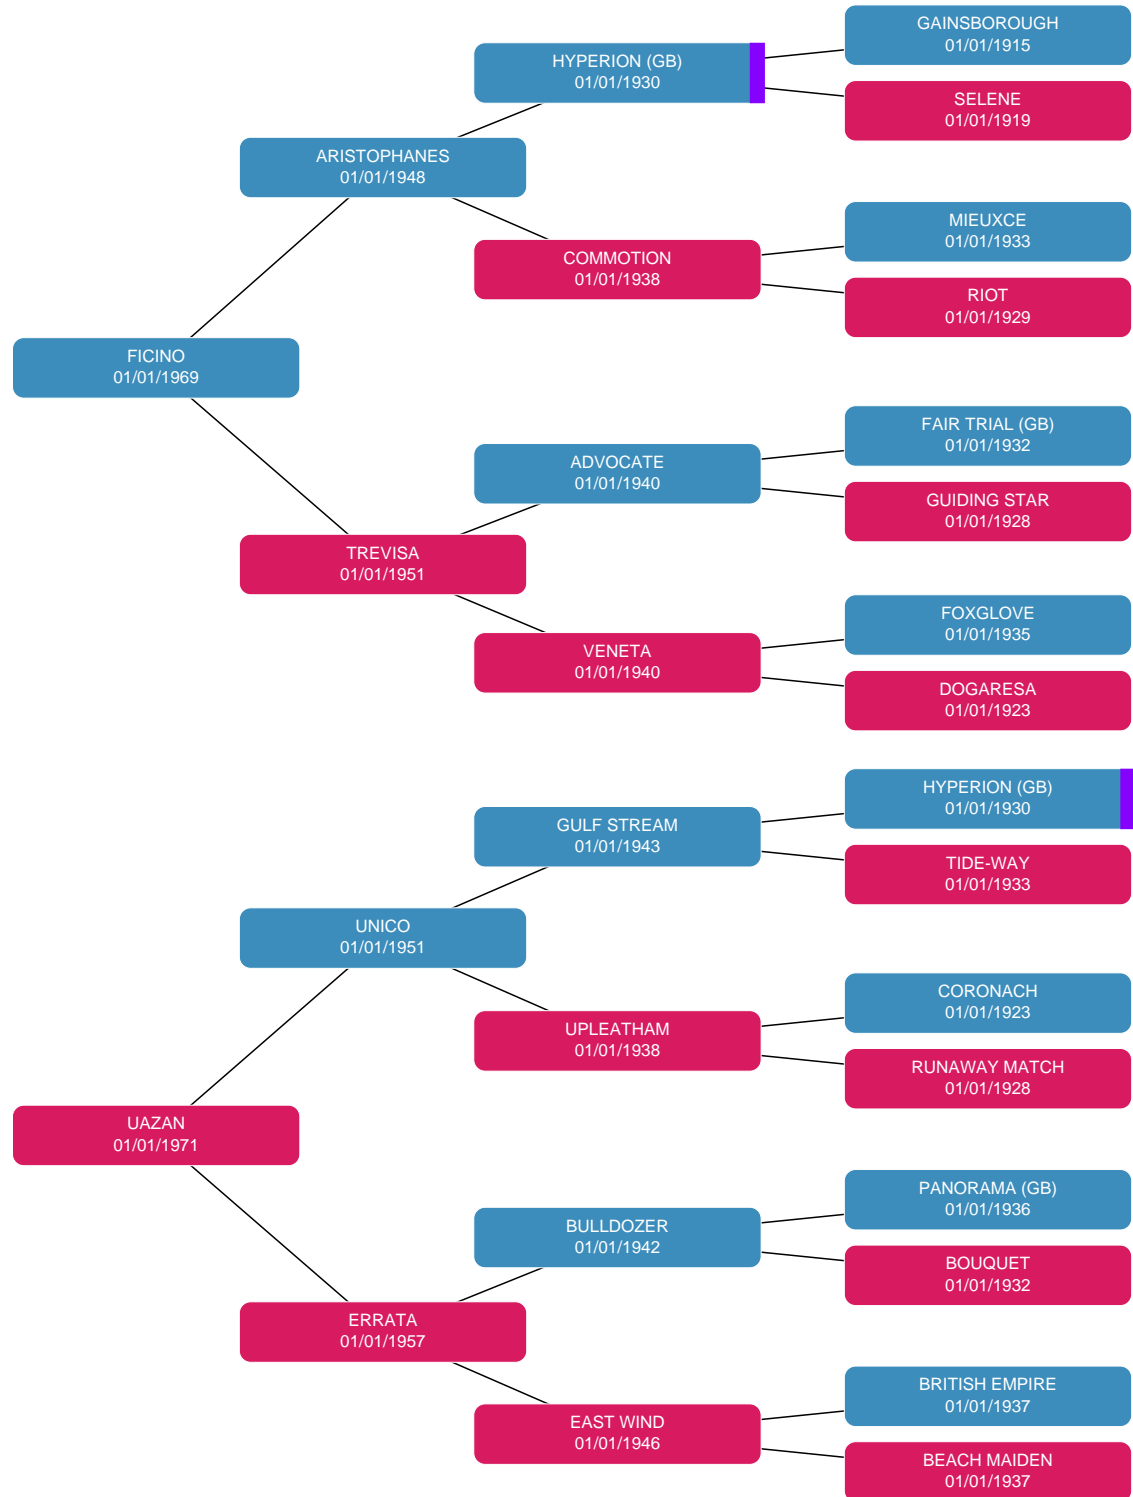 GAINSBOROUGH
01/01/1915
HYPERION (GB)
01/01/1930
SELENE
01/01/1919
ARISTOPHANES
01/01/1948
MIEUXCE
01/01/1933
COMMOTION
01/01/1938
RIOT
01/01/1929
FICINO
01/01/1969
FAIR TRIAL (GB)
01/01/1932
ADVOCATE
01/01/1940
GUIDING STAR
01/01/1928
TREVISA
01/01/1951
FOXGLOVE
01/01/1935
VENETA
01/01/1940
DOGARESA
01/01/1923
HYPERION (GB)
01/01/1930
GULF STREAM
01/01/1943
TIDE-WAY
01/01/1933
UNICO
01/01/1951
CORONACH
01/01/1923
UPLEATHAM
01/01/1938
RUNAWAY MATCH
01/01/1928
UAZAN
01/01/1971
PANORAMA (GB)
01/01/1936
BULLDOZER
01/01/1942
BOUQUET
01/01/1932
ERRATA
01/01/1957
BRITISH EMPIRE
01/01/1937
EAST WIND
01/01/1946
BEACH MAIDEN
01/01/1937